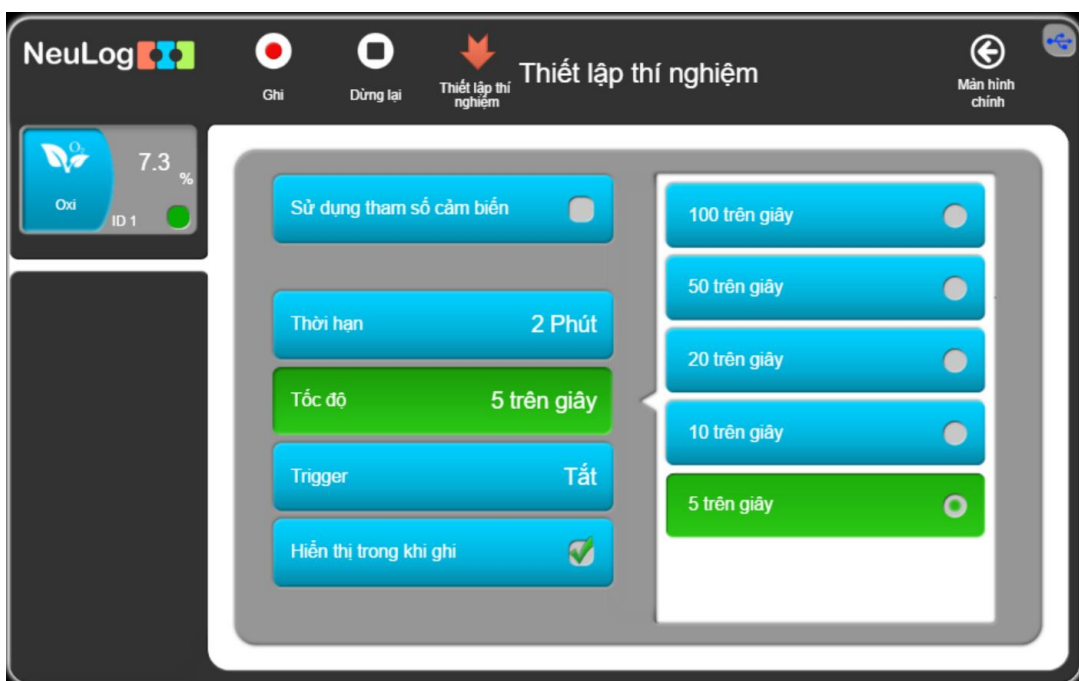 NeuLog
Ghi
Dừng lại
Thiết lập thí
nghiệm
Thiết lập thí nghiệm
Màn hình
chính
O2
7.3 %
Oxi
ID 1
Sử dụng tham số cảm biến
Thời hạn 2 Phút
Tốc độ 5 trên giây
Trigger Tắt
Hiển thị trong khi ghi
100 trên giây
50 trên giây
20 trên giây
10 trên giây
5 trên giây